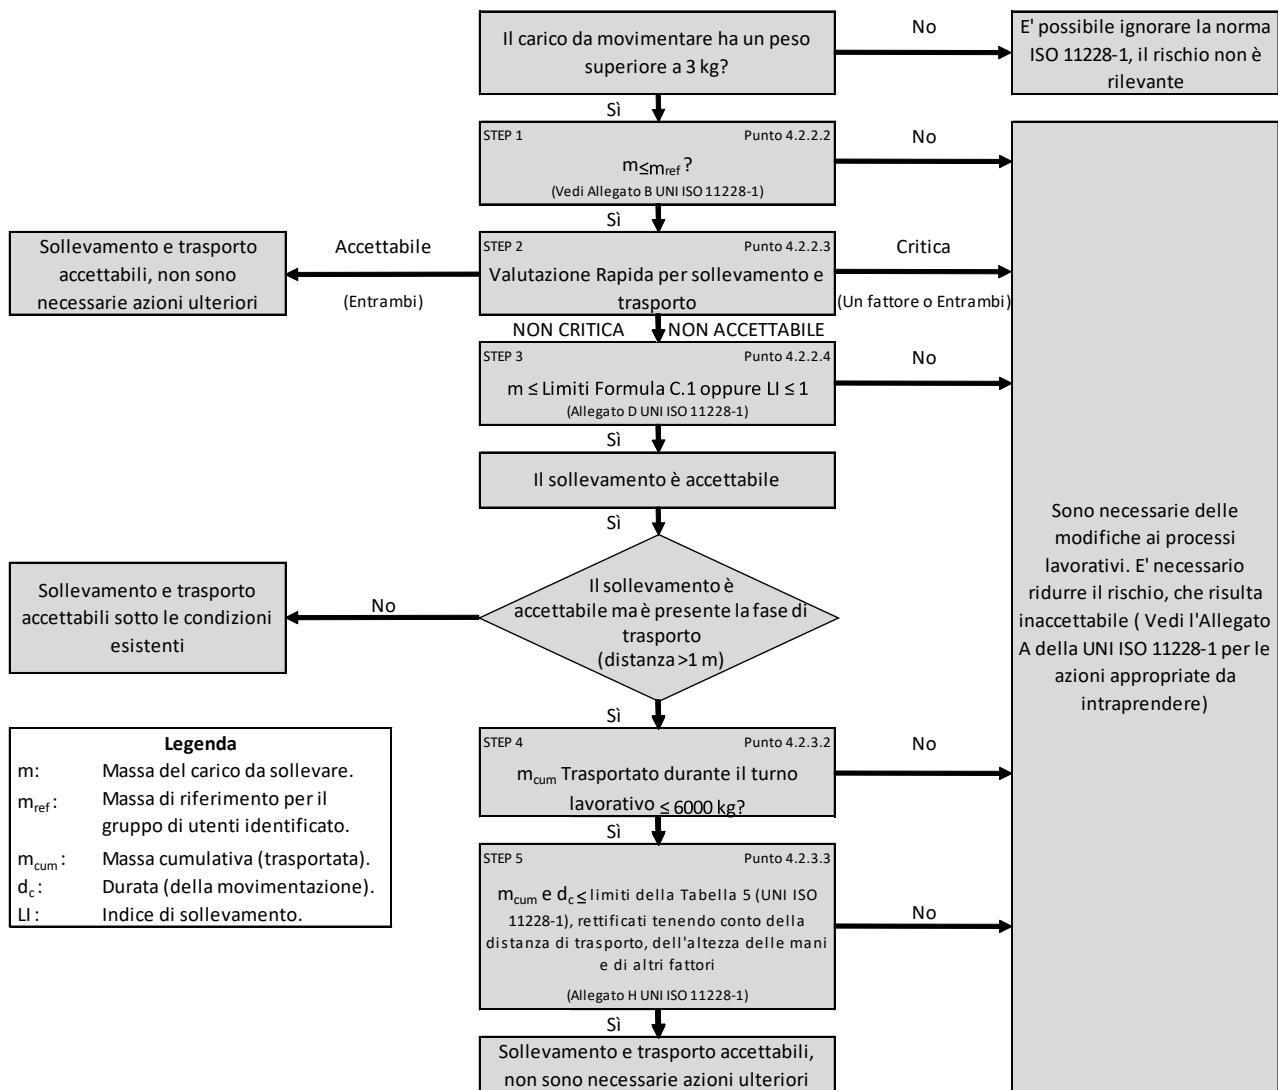 Il carico da movimentare ha un peso
superiore a 3 kg?
No
E' possibile ignorare la norma
ISO 11228-1, il rischio non è
rilevante
Sì
STEP 1 Punto 4.2.2.2
m≤mref ?
(Vedi Allegato B UNI ISO 11228-1)
No
Sì
Sollevamento e trasporto
accettabili, non sono
necessarie azioni ulteriori
Accettabile
(Entrambi)
STEP 2 Punto 4.2.2.3
Valutazione Rapida per sollevamento e
trasporto
Critica
(Un fattore o Entrambi)
NON CRITICA NON ACCETTABILE
STEP 3 Punto 4.2.2.4
m ≤ Limiti Formula C.1 oppure LI ≤ 1
(Allegato D UNI ISO 11228-1)
No
Sì
Il sollevamento è accettabile
Sì
Sollevamento e trasporto
accettabili sotto le condizioni
esistenti
No
Il sollevamento è
accettabile ma è presente la fase di
trasporto
(distanza >1 m)
Sono necessarie delle
modifiche ai processi
lavorativi. E' necessario
ridurre il rischio, che risulta
inaccettabile ( Vedi l'Allegato
A della UNI ISO 11228-1 per le
azioni appropriate da
intraprendere)
Sì
STEP 4 Punto 4.2.3.2
mcum Trasportato durante il turno
lavorativo ≤ 6000 kg?
No
Sì
STEP 5 Punto 4.2.3.3
mcum e dc ≤ limiti della Tabella 5 (UNI ISO
11228-1), rettificati tenendo conto della
distanza di trasporto, dell'altezza delle mani
e di altri fattori
(Allegato H UNI ISO 11228-1)
No
Sì
Sollevamento e trasporto accettabili,
non sono necessarie azioni ulteriori
Legenda
m: Massa del carico da sollevare.
mref : Massa di riferimento per il
gruppo di utenti identificato.
mcum : Massa cumulativa (trasportata).
dc : Durata (della movimentazione).
LI : Indice di sollevamento.